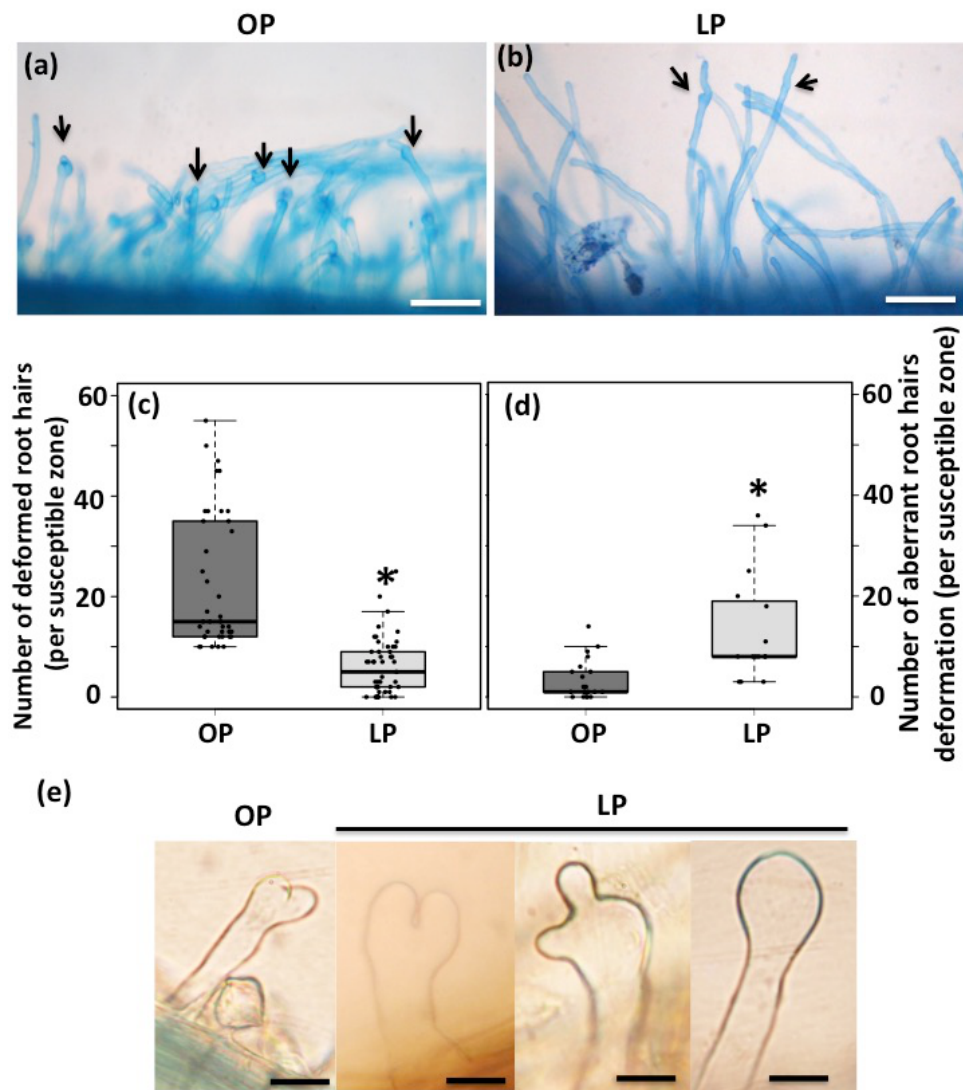 OP
LP
(a)
(b)
Number of deformed root hairs
(per susceptible zone)
60
40
20
0
(c)
*
OP
LP
(d)
*
OP
LP
60
40
20
0
Number of aberrant root hairs
deformation (per susceptible zone)
(e)
OP
LP